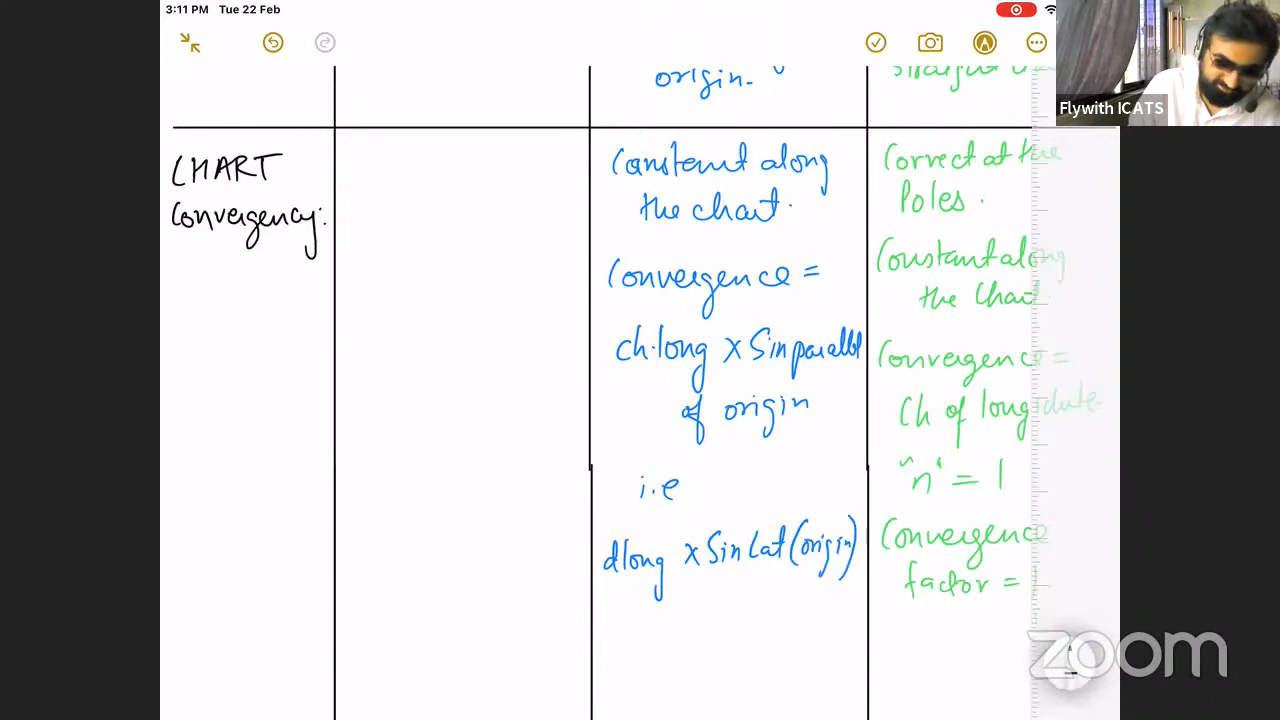 3:11 PM Tue 22 Feb
origin.
straight
Flywith ICATS
CHART
Convergency:
Constant along
the chart.
Convergence =
ch.long x Sin parallel
of origin
i.e
dlong x Sin Lat (origin)
Correct at the
Poles.
Constant along
the Chart.
Convergence =
Ch of longidute
"n" = 1
Convergence
factor = 1.
zoom